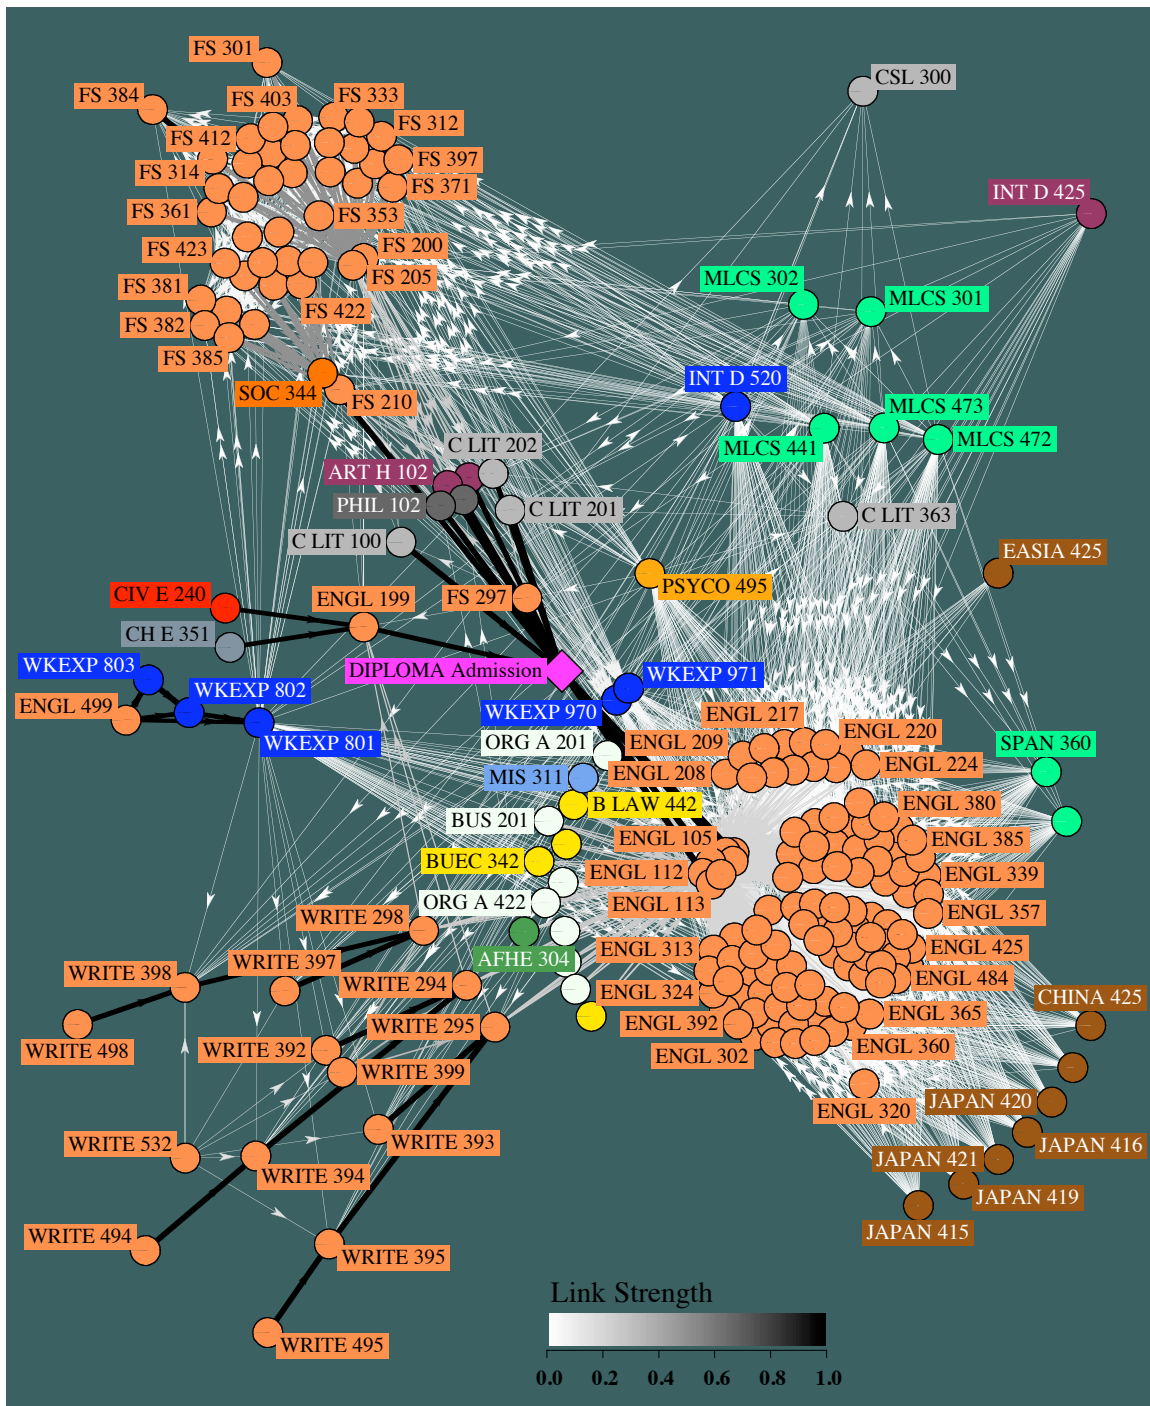 FS 301
CSL 300
FS 384
FS 403
FS 333
FS 312
FS 412
FS 397
FS 314
FS 371
INT D 425
FS 361
FS 353
FS 423
FS 200
FS 205
MLCS 302
FS 381
MLCS 301
FS 422
FS 382
FS 385
INT D 520
SOC 344
FS 210
MLCS 473
MLCS 441
MLCS 472
C LIT 202
ART H 102
PHIL 102
C LIT 201
C LIT 363
C LIT 100
EASIA 425
PSYCO 495
CIV E 240
ENGL 199
FS 297
CH E 351
WKEXP 803
DIPLOMA Admission
WKEXP 971
WKEXP 802
ENGL 499
WKEXP 970
ENGL 217
ENGL 220
WKEXP 801
ORG A 201
ENGL 209
SPAN 360
ENGL 208
ENGL 224
MIS 311
B LAW 442
ENGL 380
BUS 201
ENGL 105
ENGL 385
BUEC 342
ENGL 112
ENGL 339
ORG A 422
ENGL 113
ENGL 357
WRITE 298
ENGL 313
ENGL 425
WRITE 397
AFHE 304
WRITE 398
WRITE 294
ENGL 324
ENGL 484
CHINA 425
WRITE 295
ENGL 392
ENGL 365
WRITE 498
WRITE 392
ENGL 302
ENGL 360
WRITE 399
ENGL 320
JAPAN 420
WRITE 532
WRITE 393
JAPAN 416
WRITE 394
JAPAN 421
JAPAN 419
WRITE 494
WRITE 395
JAPAN 415
Link Strength
WRITE 495
0.0 0.2 0.4 0.6 0.8 1.0